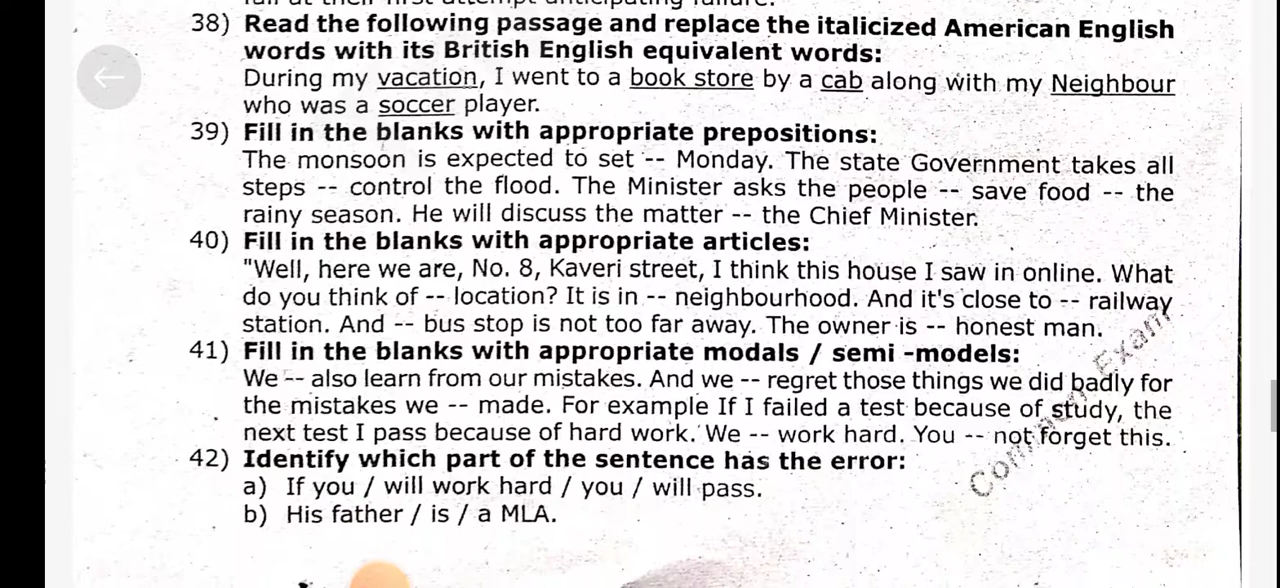 38) Read the following passage and replace the italicized American English
words with its British English equivalent words:
During my vacation, I went to a book store by a cab along with my Neighbour
who was a soccer player.
39) Fill in the blanks with appropriate prepositions:
The monsoon is expected to set -- Monday. The state Government takes all
steps -- control the flood. The Minister asks the people -- save food -- the
rainy season. He will discuss the matter -- the Chief Minister.
40) Fill in the blanks with appropriate articles:
"Well, here we are, No. 8, Kaveri street, I think this house I saw in online. What
do you think of -- location? It is in -- neighbourhood. And it's close to -- railway
station. And -- bus stop is not too far away. The owner is -- honest man.
41) Fill in the blanks with appropriate modals / semi -models:
We -- also learn from our mistakes. And we -- regret those things we did badly for
the mistakes we -- made. For example If I failed a test because of study, the
next test I pass because of hard work. We -- work hard. You -- not forget this.
42) Identify which part of the sentence has the error:
a) If you / will work hard / you / will pass.
b) His father / is / a MLA.